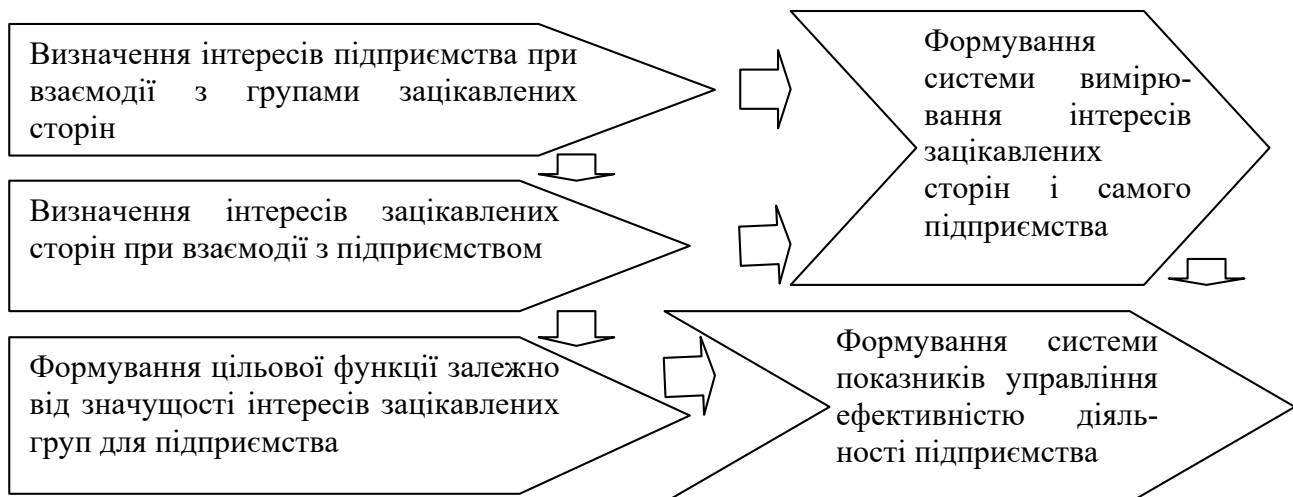 Визначення інтересів підприємства при
взаємодії з групами зацікавлених
сторін
Формування
системи вимірю-
вання інтересів
зацікавлених
сторін і самого
підприємства
Визначення інтересів зацікавлених
сторін при взаємодії з підприємством
Формування цільової функції залежно
від значущості інтересів зацікавлених
груп для підприємства
Формування системи
показників управління
ефективністю діяль-
ності підприємства